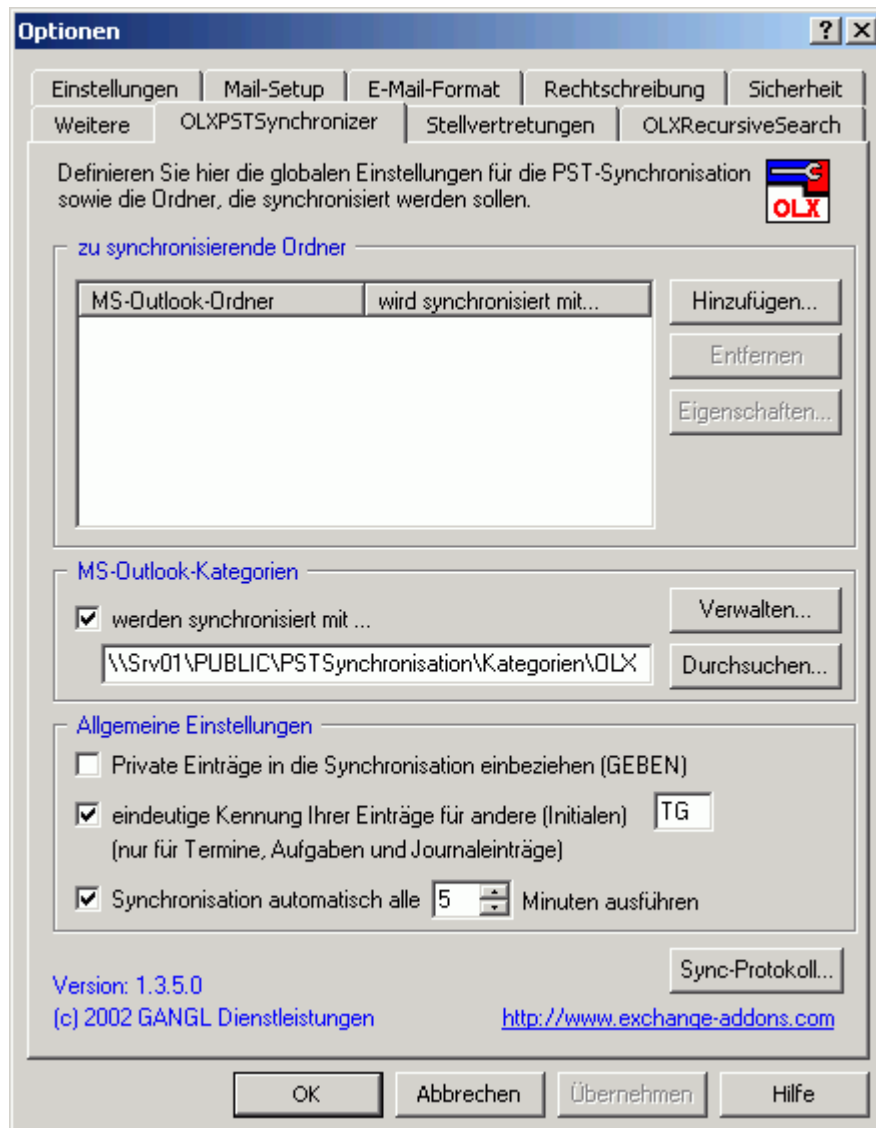 Optionen
Einstellungen Mail-Setup E-Mail-Format Rechtschreibung Sicherheit
Weitere OLXPSTSynchronizer Stellvertretungen OLXRecursiveSearch
Definieren Sie hier die globalen Einstellungen für die PST-Synchronisation
sowie die Ordner, die synchronisiert werden sollen.
OLX
zu synchronisierende Ordner
MS-Outlook-Ordner wird synchronisiert mit... Hinzufügen...
Entfernen
Eigenschaften...
MS-Outlook-Kategorien
werden synchronisiert mit ... Verwalten...
\\Srv01\PUBLIC\PSTSynchronisation\Kategorien\OLX Durchsuchen...
Allgemeine Einstellungen
Private Einträge in die Synchronisation einbeziehen (GEBEN)
eindeutige Kennung Ihrer Einträge für andere (Initialen) TG
(nur für Termine, Aufgaben und Journaleinträge)
Synchronisation automatisch alle 5 Minuten ausführen
Sync-Protokoll...
Version: 1.3.5.0
(c) 2002 GANGL Dienstleistungen http://www.exchange-addons.com
OK Abbrechen Übernehmen Hilfe